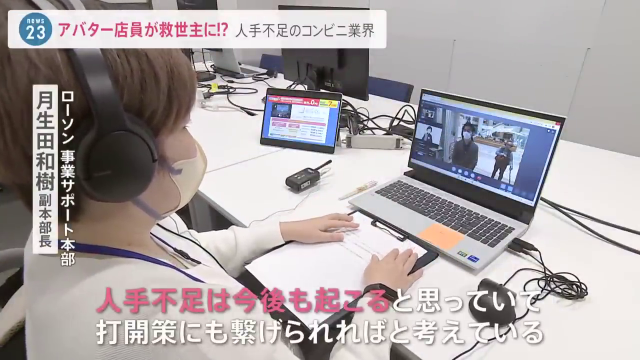 news
23
アバター店員が救世主に!? 人手不足のコンビニ業界
ローソン 事業サポート本部
月生田和樹 副本部長
人手不足は今後も起こると思っていて
打開策にも繋げられればと考えている